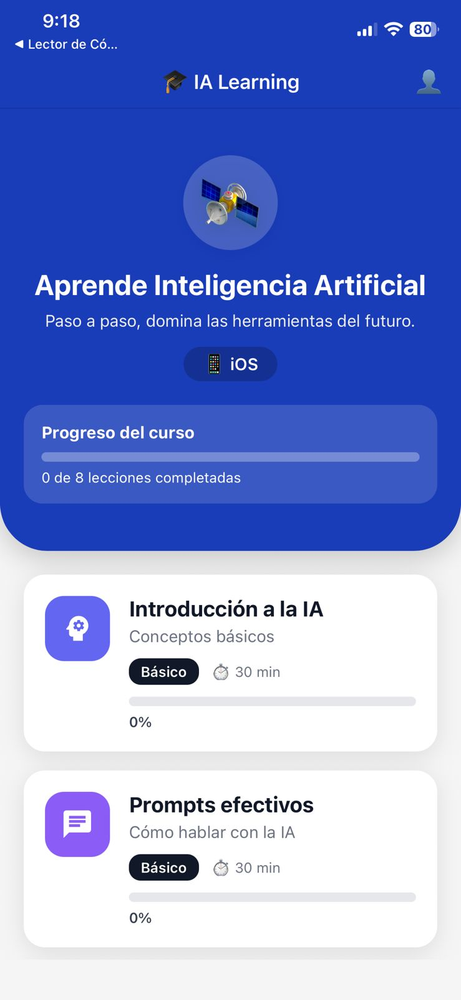 9:18
80
◀ Lector de Có...
IA Learning
Aprende Inteligencia Artificial
Paso a paso, domina las herramientas del futuro.
iOS
Progreso del curso
0 de 8 lecciones completadas
Introducción a la IA
Conceptos básicos
Básico 30 min
0%
Prompts efectivos
Cómo hablar con la IA
Básico 30 min
0%